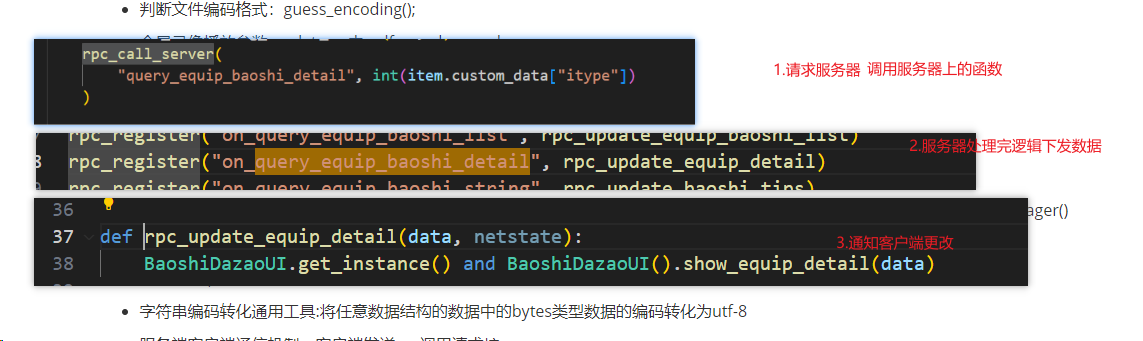 判断文件编码格式：guess_encoding();
rpc_call_server(
"query_equip_baoshi_detail", int(item.custom_data["itype"])
)
1.请求服务器 调用服务器上的函数
rpc_register("on_query_equip_baoshi_list", rpc_update_equip_baoshi_list)
rpc_register("on_query_equip_baoshi_detail", rpc_update_equip_detail)
2.服务器处理完逻辑下发数据
rpc_register("on_query_equip_baoshi_string", rpc_update_baoshi_tips)
36
ager()
37 def rpc_update_equip_detail(data, netstate):
3.通知客户端更改
38 BaoshiDazaoUI.get_instance() and BaoshiDazaoUI().show_equip_detail(data)
字符串编码转化通用工具:将任意数据结构的数据中的bytes类型数据的编码转化为utf-8